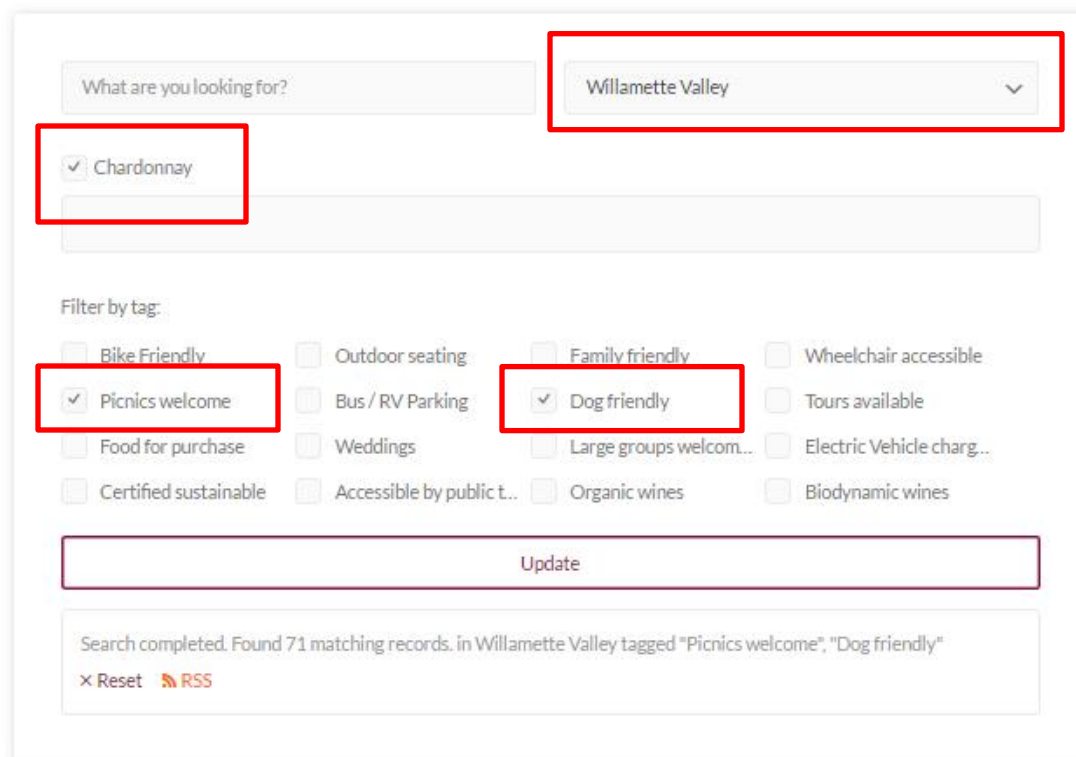 What are you looking for? Willamette Valley
Chardonnay
Filter by tag:
Bike Friendly Outdoor seating Family friendly Wheelchair accessible
Picnics welcome Bus / RV Parking Dog friendly Tours available
Food for purchase Weddings Large groups welcom... Electric Vehicle charg...
Certified sustainable Accessible by public t... Organic wines Biodynamic wines
Update
Search completed. Found 71 matching records. in Willamette Valley tagged "Picnics welcome", "Dog friendly"
× Reset RSS